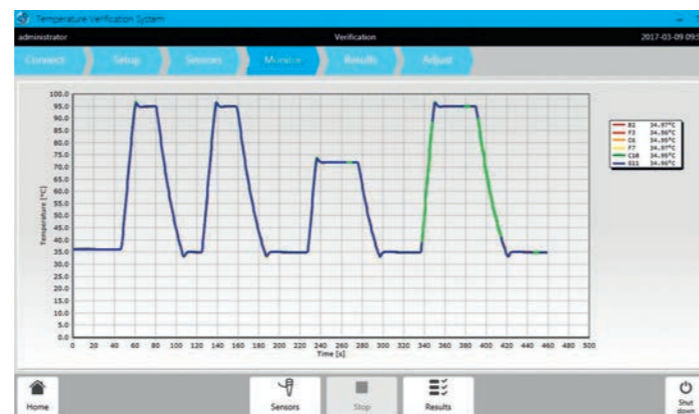 Temperature Verification System
administrator Verification 2017-03-09 09:5
Connect Setup Sensors Monitor Results Adjust
100.0
95.0
90.0
85.0
80.0
75.0
70.0
65.0
60.0
55.0
50.0
45.0
40.0
35.0
30.0
25.0
20.0
15.0
10.0
5.0
0.0
Temperature [°C]
0 20 40 60 80 100 120 140 160 180 200 220 240 260 280 300 320 340 360 380 400 420 440 460 480 500
Time [s]
34.97°C
F3 34.96°C
C6 34.95°C
F7 34.97°C
C10 34.95°C
G11 34.96°C
Home Sensors Stop Results Shut